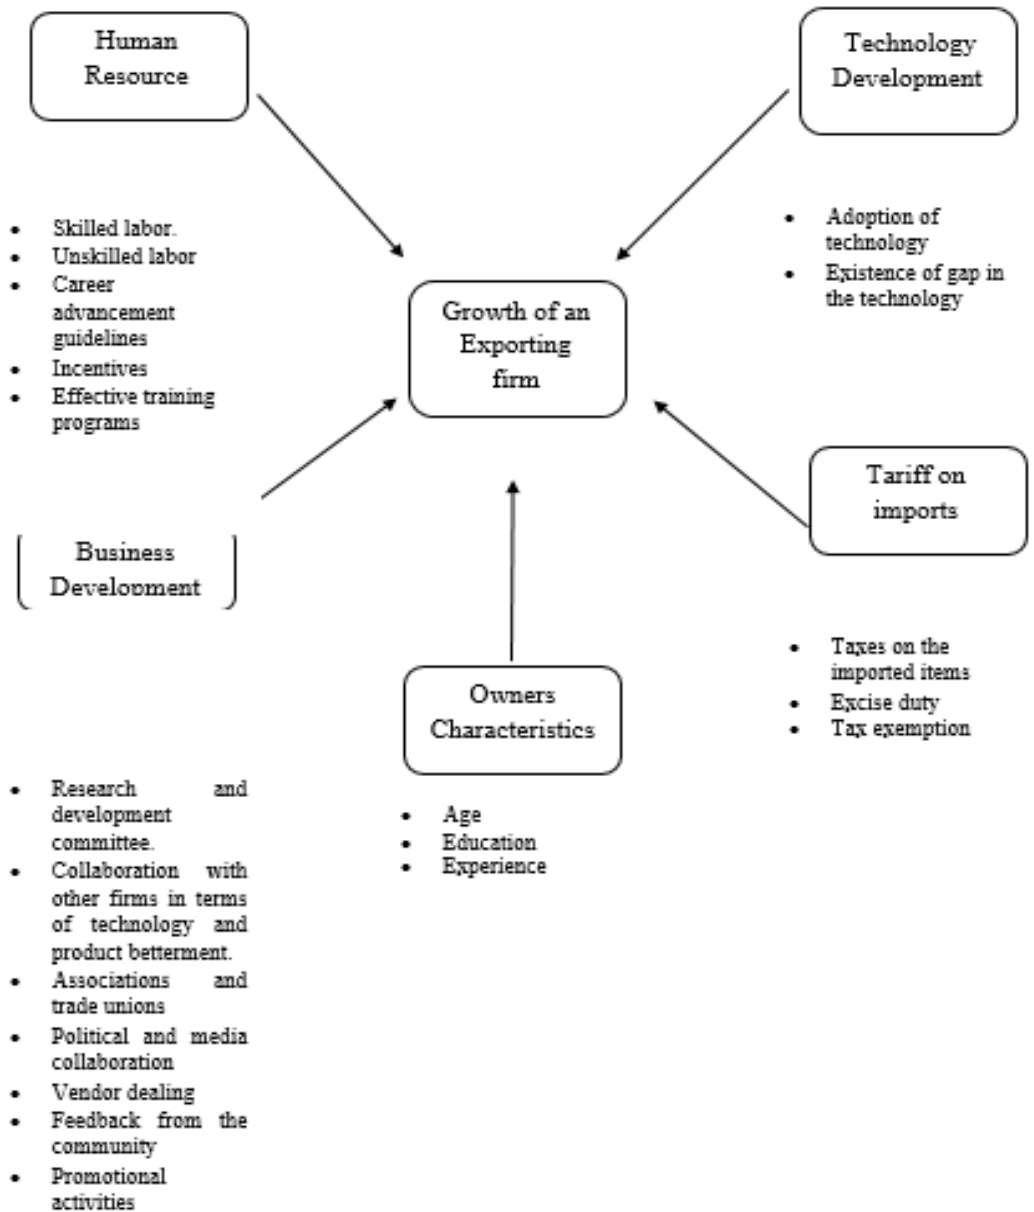 Human
Resource
Technology
Development
• Skilled labor.
• Unskilled labor
• Career
advancement
guidelines
• Incentives
• Effective training
programs
• Adoption of
technology
• Existence of gap in
the technology
Growth of an
Exporting
firm
Tariff on
imports
Business
Development
• Taxes on the
imported items
• Excise duty
• Tax exemption
Owners
Characteristics
• Age
• Education
• Experience
• Research and
development
committee.
• Collaboration with
other firms in terms
of technology and
product betterment.
• Associations and
trade unions
• Political and media
collaboration
• Vendor dealing
• Feedback from the
community
• Promotional
activities